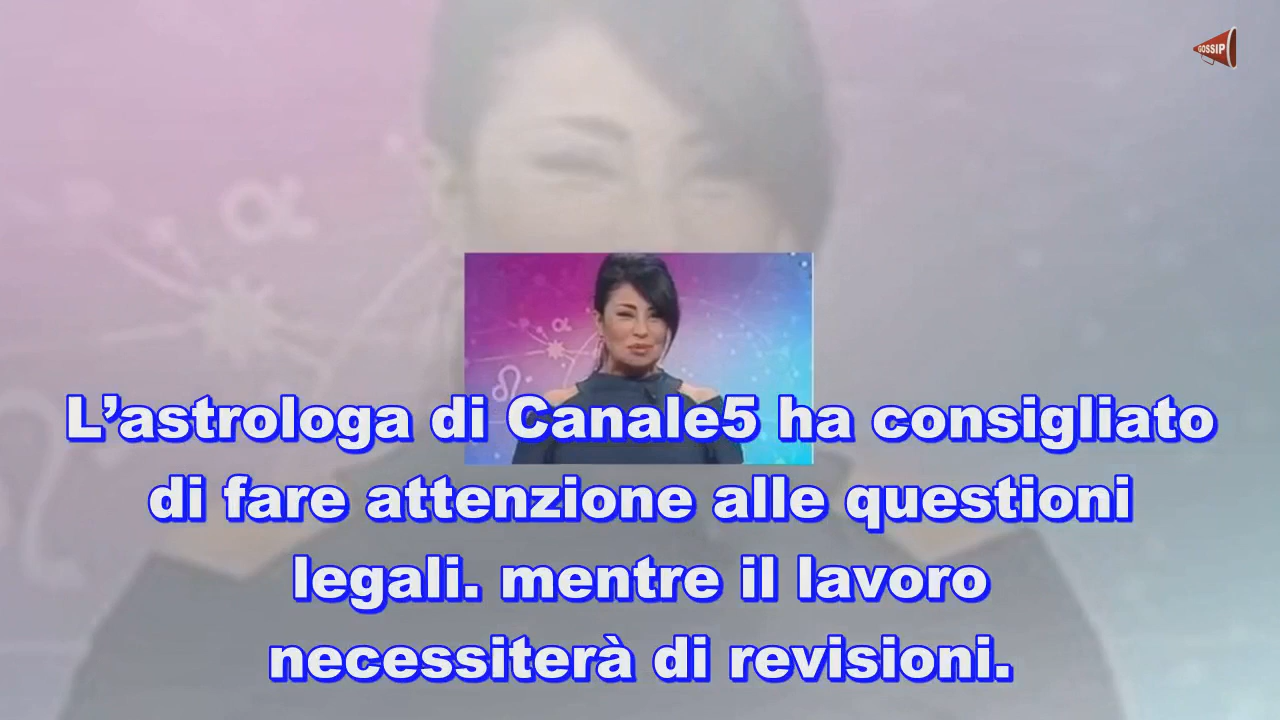 GOSSIP
L’astrologa di Canale5 ha consigliato
di fare attenzione alle questioni
legali. mentre il lavoro
necessiterà di revisioni.